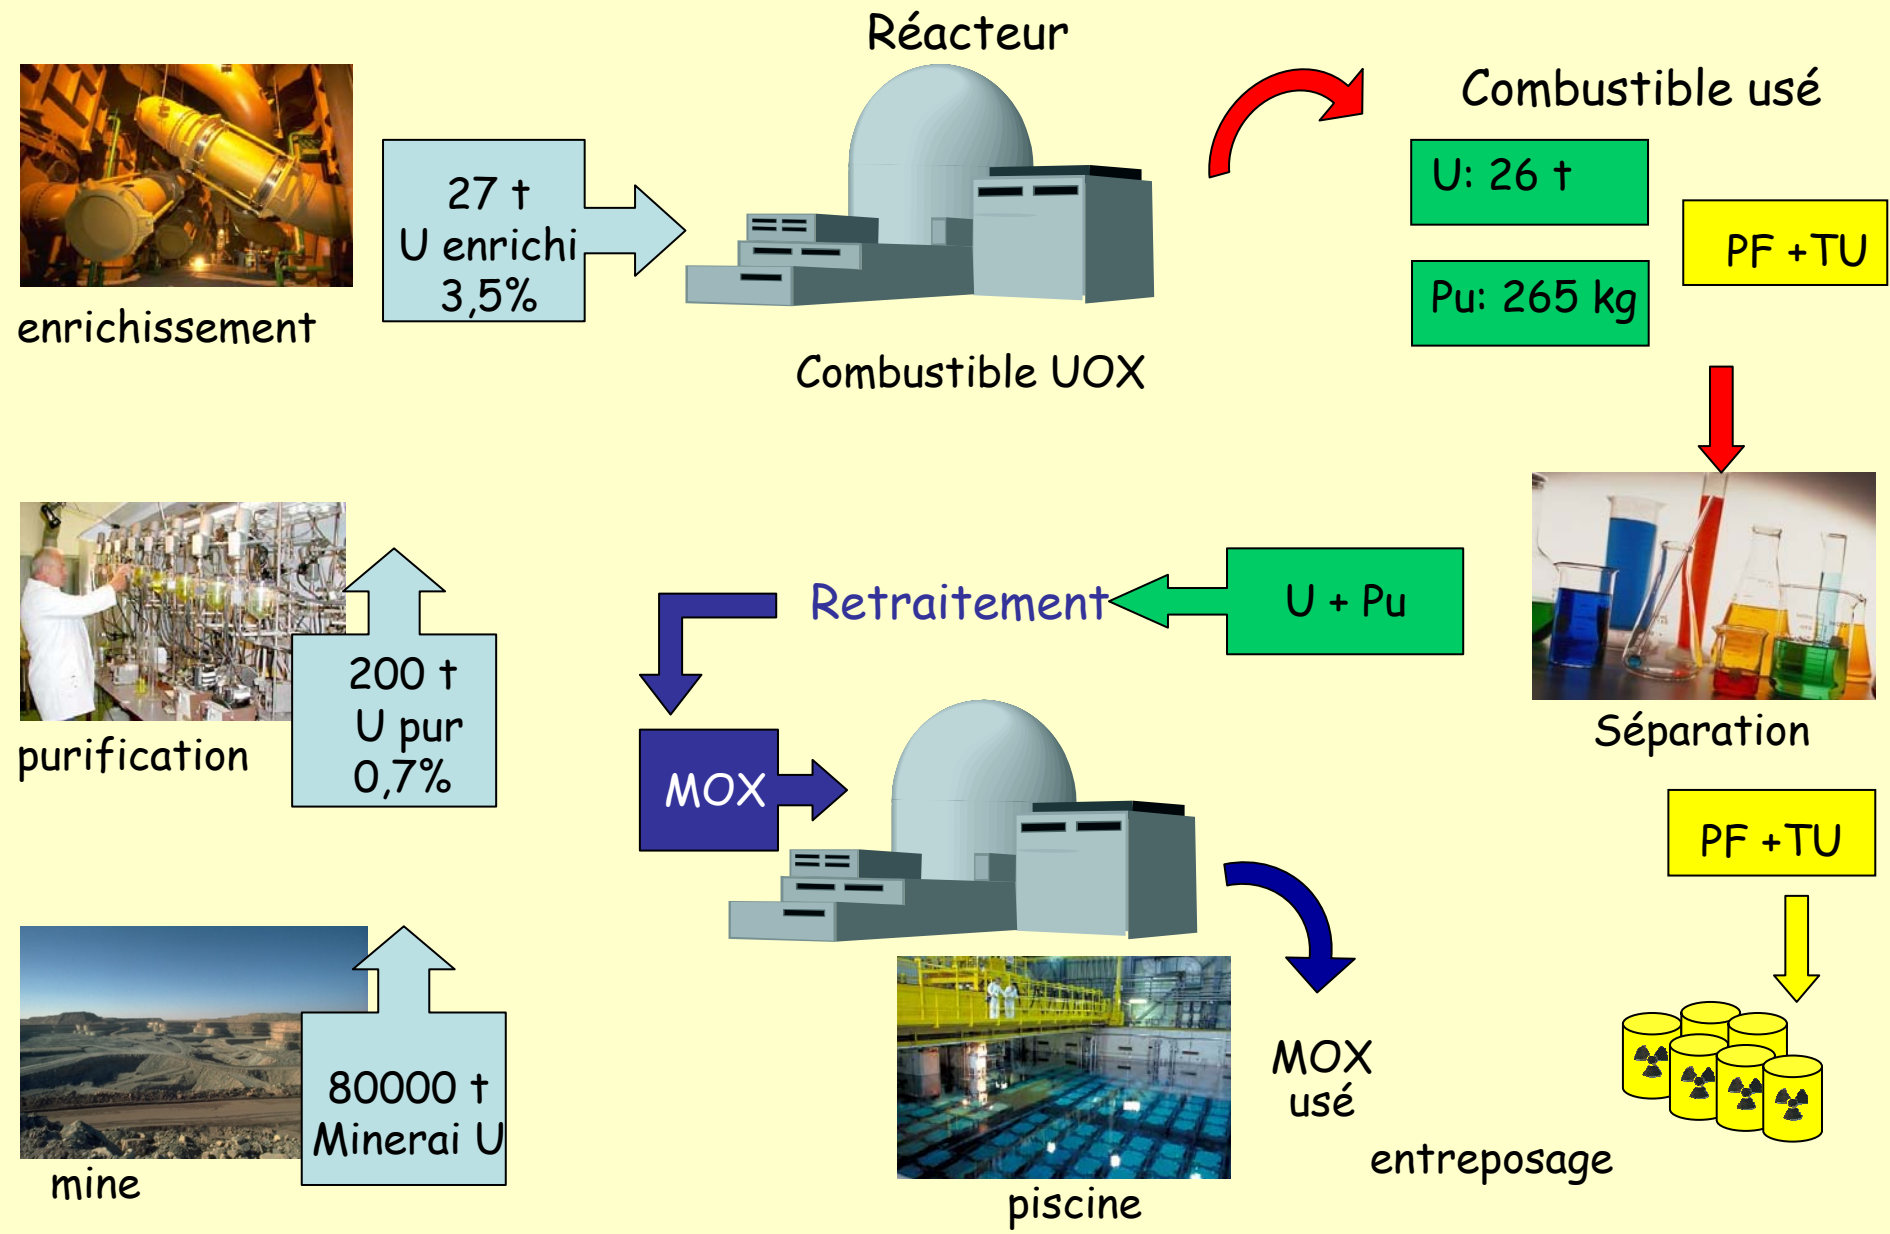 Réacteur
Combustible usé
27 t
U enrichi
3,5%
U: 26 t
PF +TU
Pu: 265 kg
enrichissement
Combustible UOX
Retraitement
U + Pu
200 t
U pur
0,7%
purification
Séparation
MOX
PF +TU
80000 t
Minerai U
mine
MOX
usé
entreposage
piscine